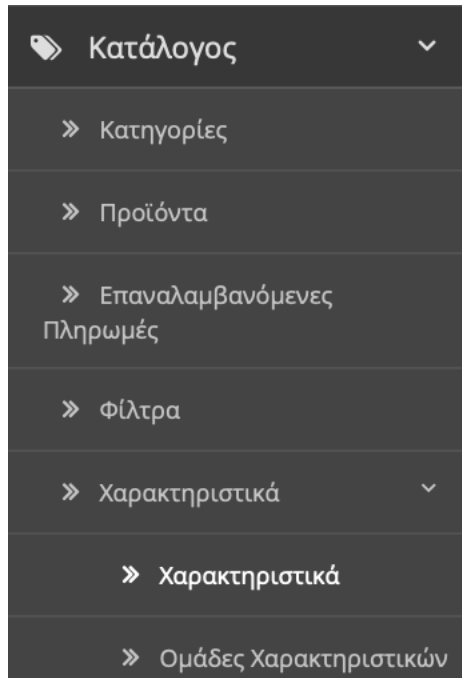 Κατάλογος
Κατηγορίες
Προϊόντα
Επαναλαμβανόμενες
Πληρωμές
Φίλτρα
Χαρακτηριστικά
Χαρακτηριστικά
Ομάδες Χαρακτηριστικών